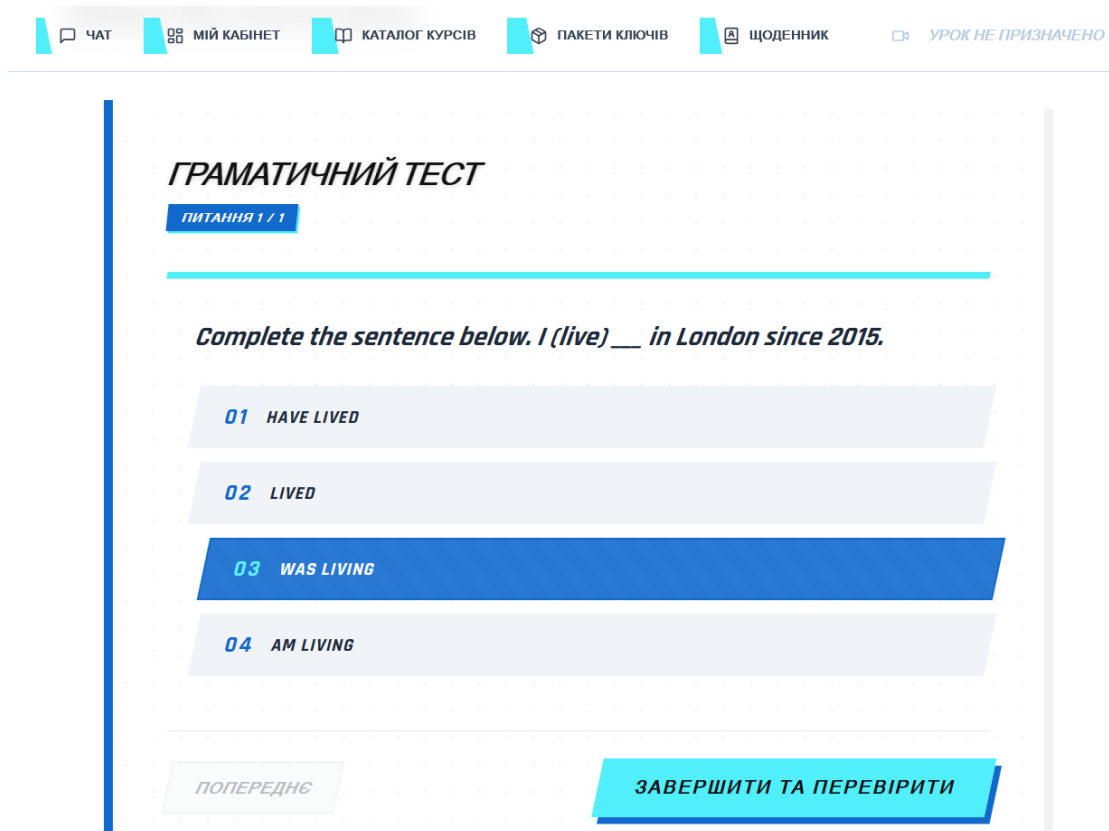 ЧАТ
МІЙ КАБІНЕТ
КАТАЛОГ КУРСІВ
ПАКЕТИ КЛЮЧІВ
ЩОДЕННИК
УРОК НЕ ПРИЗНАЧЕНО
ГРАМАТИЧНИЙ ТЕСТ
ПИТАННЯ 1 / 1
Complete the sentence below. I (live) ___ in London since 2015.
01 HAVE LIVED
02 LIVED
03 WAS LIVING
04 AM LIVING
ПОПЕРЕДНЄ
ЗАВЕРШИТИ ТА ПЕРЕВІРИТИ